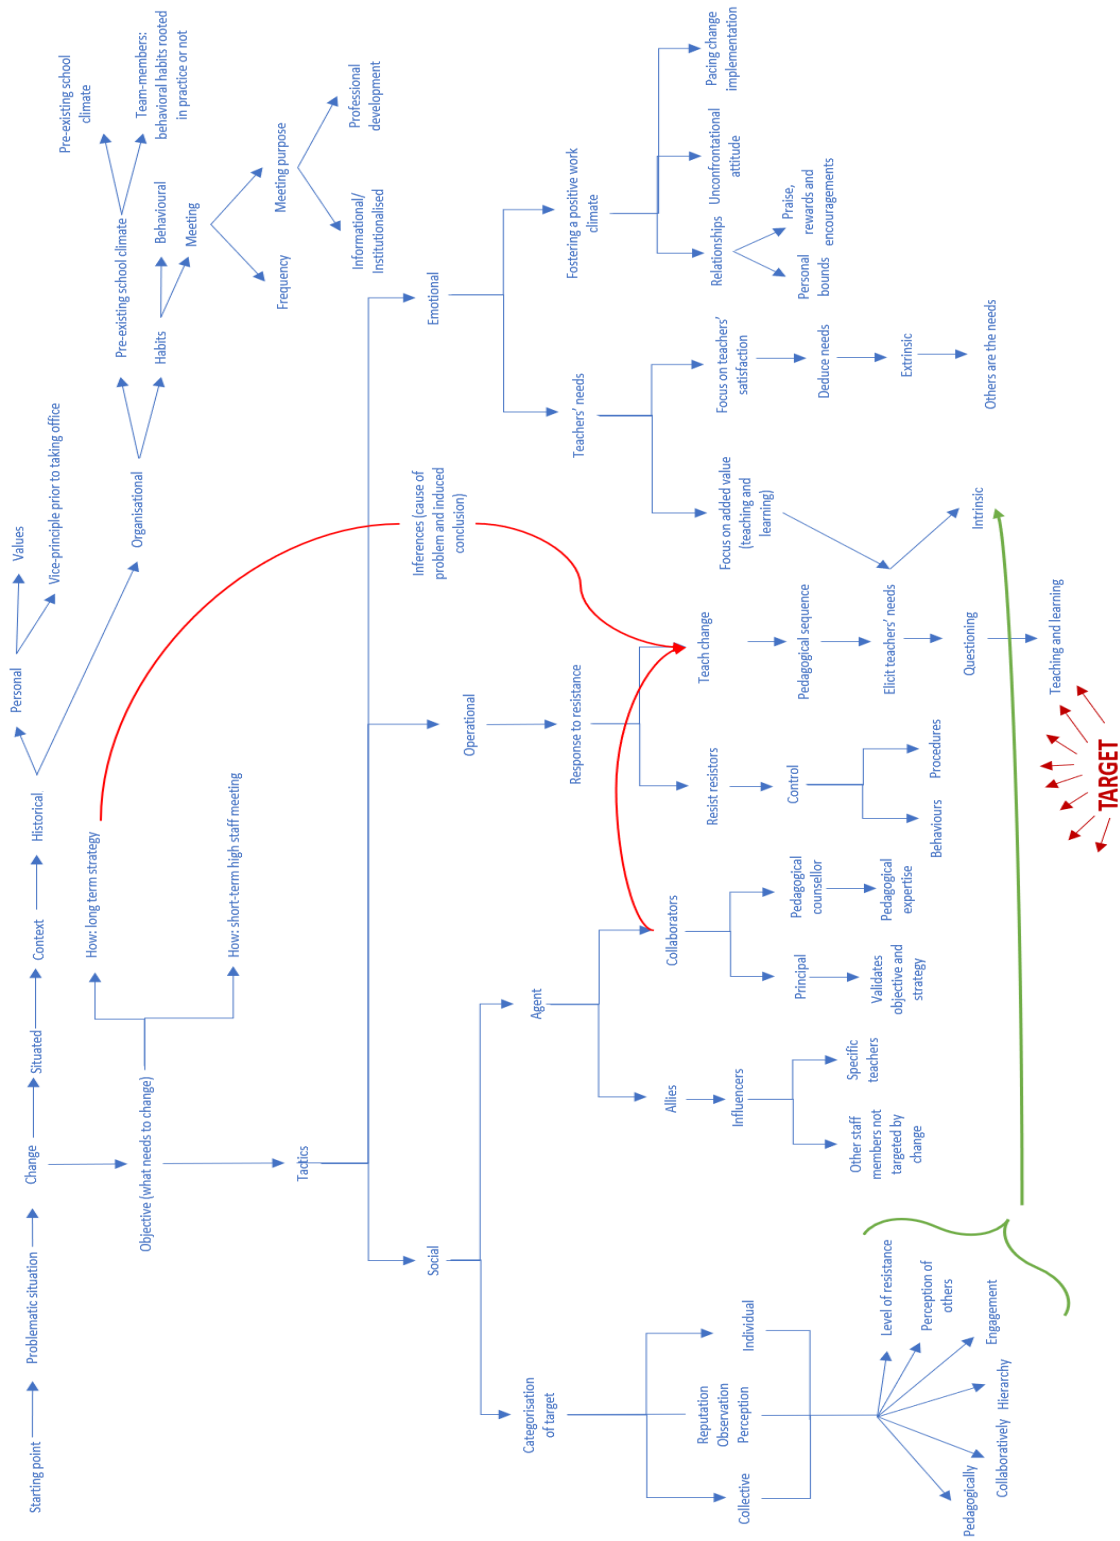 Starting point
Problematic situation
Change
Situated
Context
Historical
Personal
Values
Vice-principle prior to taking office
Organisational
Pre-existing school climate
Pre-existing school
climate
Team-members:
behavioral habits rooted
in practice or not
Habits
Behavioural
Meeting
Frequency
Meeting purpose
Informational/
Institutionalised
Professional
development
Objective (what needs to change)
How: long term strategy
How: short-term high staff meeting
Inferences (cause of
problem and induced
conclusion)
Tactics
Social
Operational
Emotional
Categorisation
of target
Collective
Reputation
Observation
Perception
Individual
Pedagogically
Collaboratively
Hierarchy
Engagement
Perception of
others
Level of resistance
Agent
Allies
Influencers
Other staff
members not
targeted by
change
Specific
teachers
Collaborators
Principal
Validates
objective and
strategy
Pedagogical
counsellor
Pedagogical
expertise
Response to resistance
Resist resistors
Control
Behaviours
Procedures
Teach change
Pedagogical sequence
Elicit teachers' needs
Questioning
Teaching and learning
Teachers' needs
Focus on added value
(teaching and
learning)
Intrinsic
Focus on teachers'
satisfaction
Deduce needs
Extrinsic
Others are the needs
Fostering a positive work
climate
Relationships
Personal
bounds
Praise,
rewards and
encouragements
Unconfrontational
attitude
Pacing change
implementation
TARGET